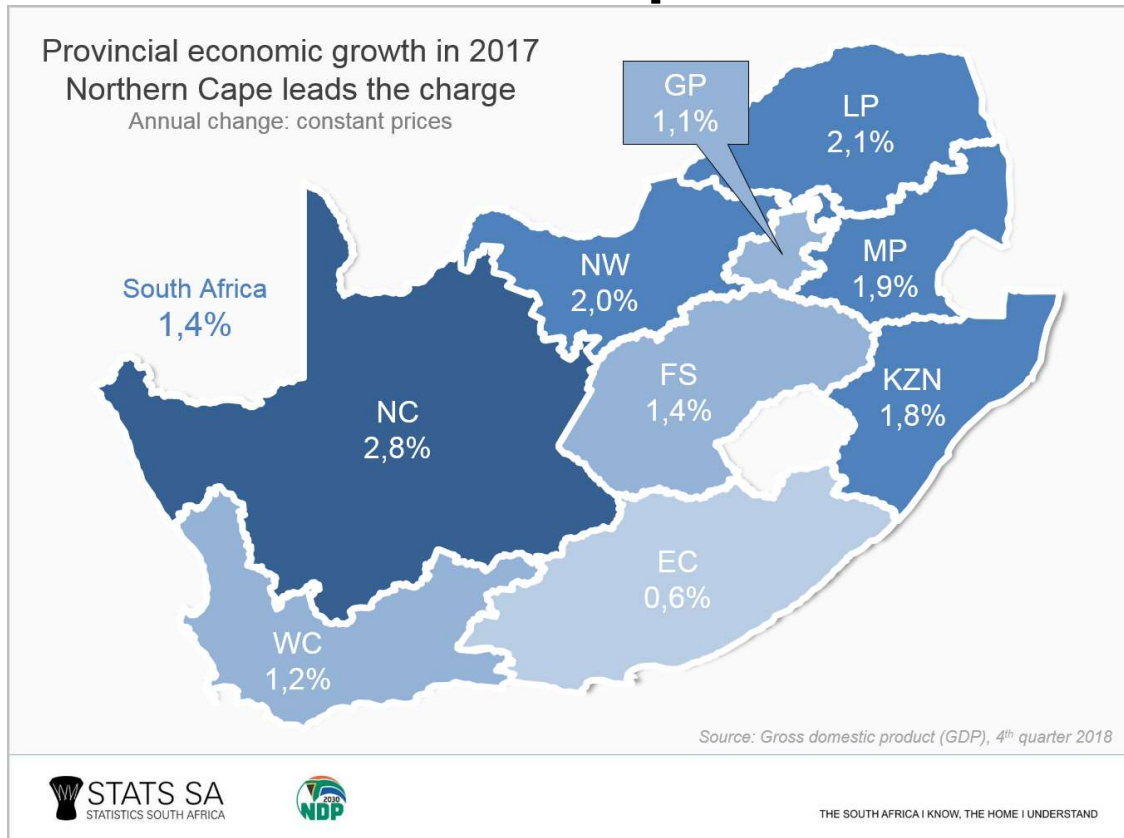 Provincial economic growth in 2017
Northern Cape leads the charge
Annual change: constant prices
GP
1,1%
LP
2,1%
NW
2,0%
MP
1,9%
South Africa
1,4%
FS
1,4%
KZN
1,8%
NC
2,8%
EC
0,6%
WC
1,2%
Source: Gross domestic product (GDP), 4th quarter 2018
STATS SA
STATISTICS SOUTH AFRICA
2030
NDP
THE SOUTH AFRICA I KNOW, THE HOME I UNDERSTAND